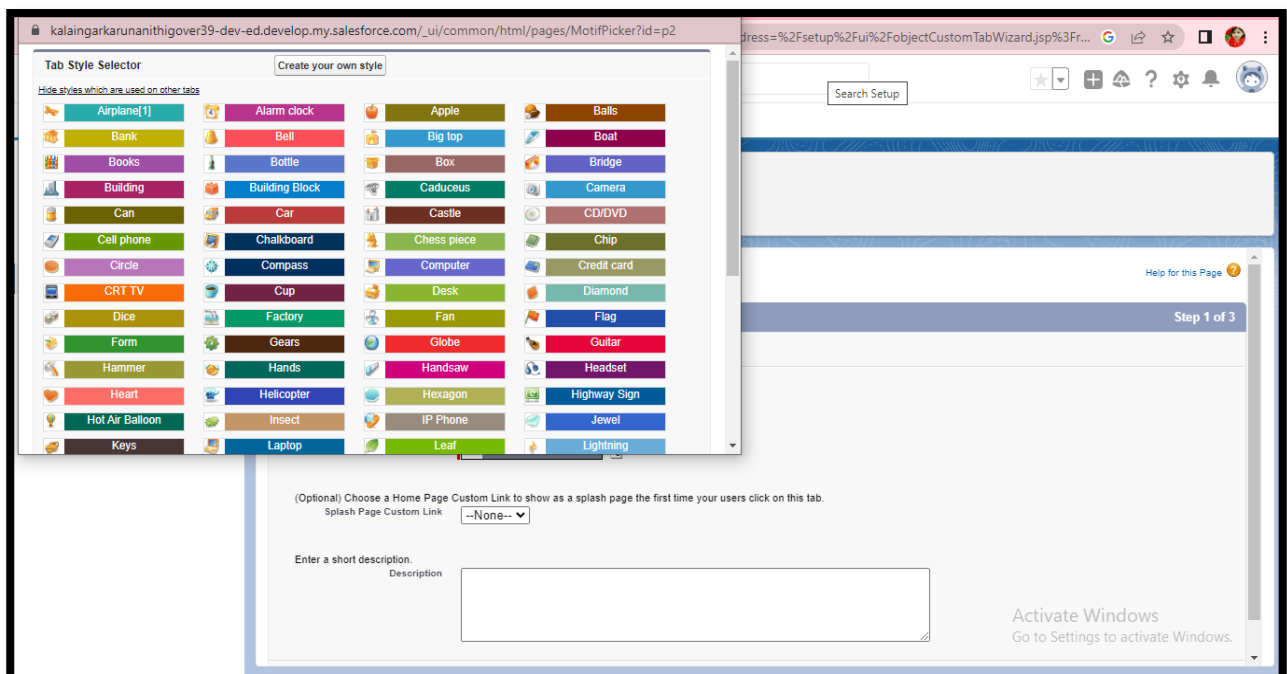 kalaingarkarunanithigover39-dev-ed.develop.my.salesforce.com/_ui/common/html/pages/MotifPicker?id=p2
dress=%2Fsetup%2Fui%2FobjectCustomTabWizard.jsp%3Fr...
Tab Style Selector
Create your own style
Search Setup
Hide styles which are used on other tabs
Airplane[1] Alarm clock Apple Balls
Bank Bell Big top Boat
Books Bottle Box Bridge
Building Building Block Caduceus Camera
Can Car Castle CD/DVD
Cell phone Chalkboard Chess piece Chip
Circle Compass Computer Credit card
CRT TV Cup Desk Diamond
Dice Factory Fan Flag
Form Gears Globe Guitar
Hammer Hands Handsaw Headset
Heart Helicopter Hexagon Highway Sign
Hot Air Balloon Insect IP Phone Jewel
Keys Laptop Leaf Lightning
Help for this Page
Step 1 of 3
(Optional) Choose a Home Page Custom Link to show as a splash page the first time your users click on this tab.
Splash Page Custom Link --None--
Enter a short description.
Description
Activate Windows
Go to Settings to activate Windows.